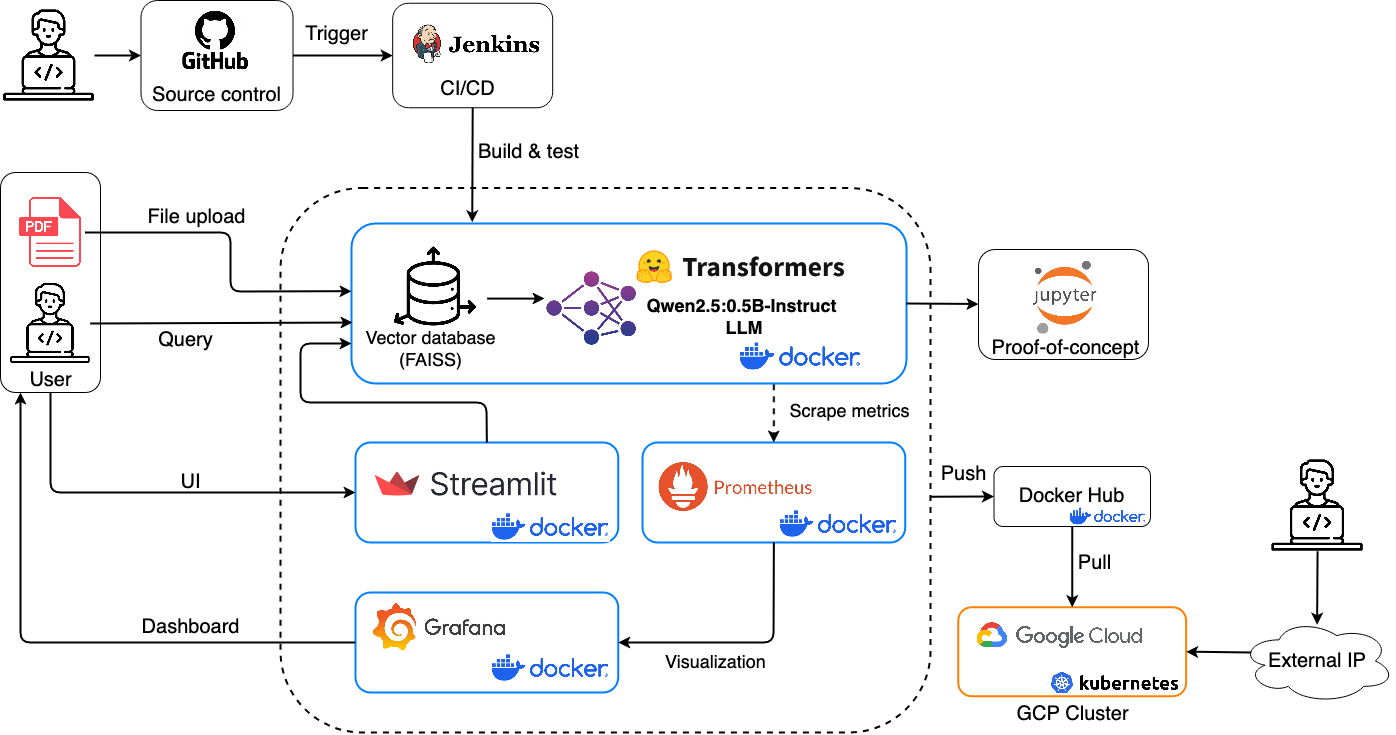 GitHub
Source control
Trigger
Jenkins
CI/CD
Build & test
PDF
User
File upload
Query
Vector database
(FAISS)
Transformers
Qwen2.5:0.5B-Instruct
LLM
docker
jupyter
Proof-of-concept
Scrape metrics
UI
Streamlit
docker
Prometheus
docker
Push
Docker Hub
docker
Pull
Dashboard
Grafana
docker
Visualization
Google Cloud
kubernetes
GCP Cluster
External IP